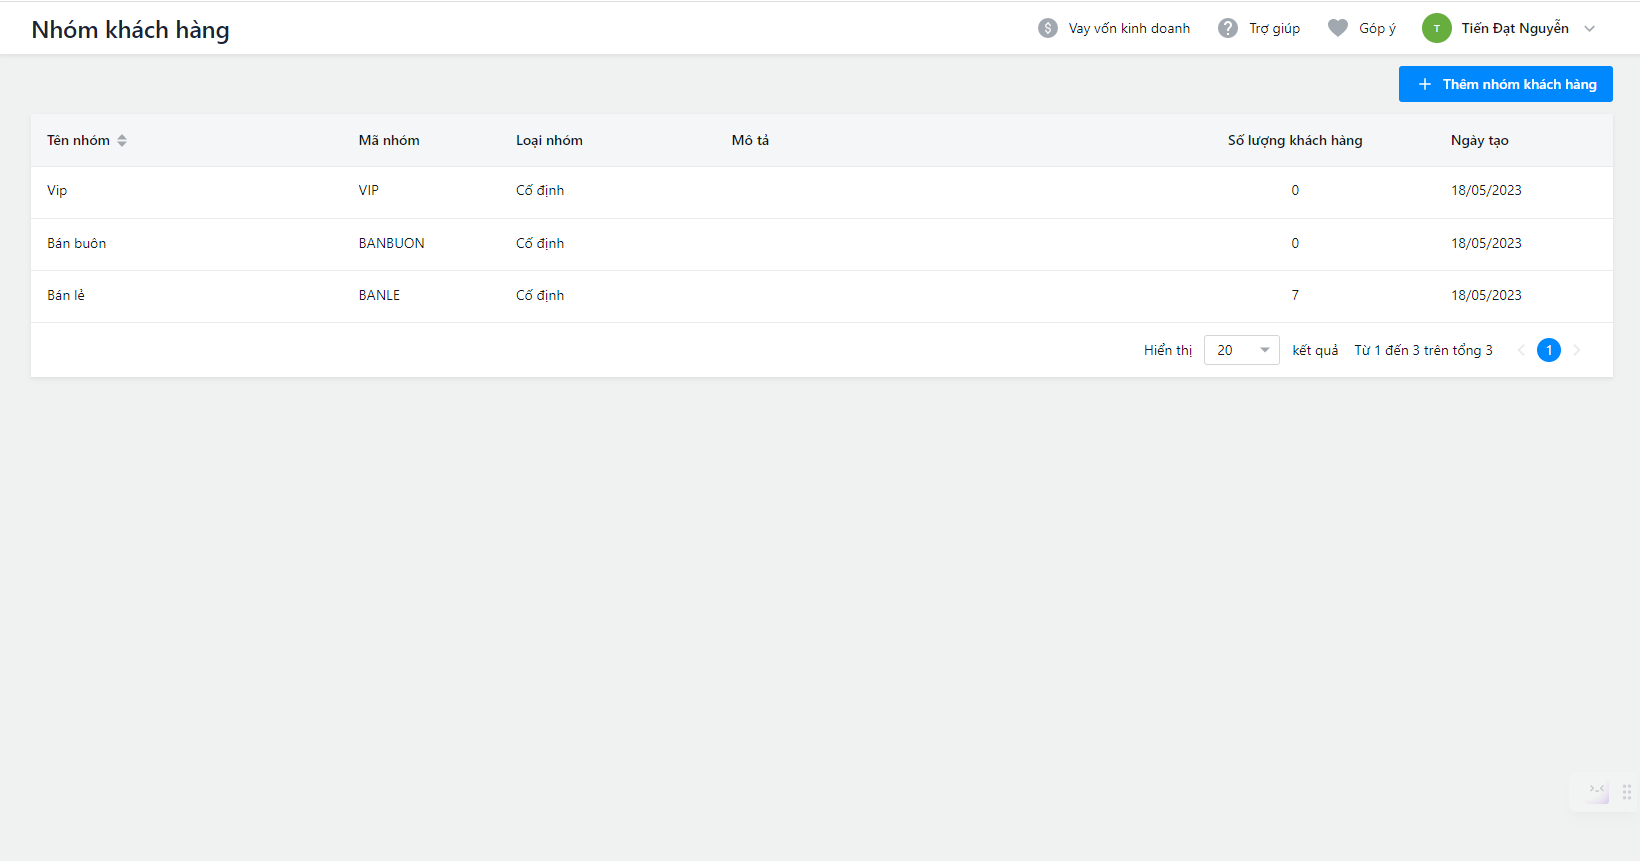 Nhóm khách hàng
$ Vay vốn kinh doanh ? Trợ giúp Góp ý T Tiến Đạt Nguyễn
+ Thêm nhóm khách hàng
Tên nhóm Mã nhóm Loại nhóm Mô tả Số lượng khách hàng Ngày tạo
Vip VIP Cố định 0 18/05/2023
Bán buôn BANBUON Cố định 0 18/05/2023
Bán lẻ BANLE Cố định 7 18/05/2023
Hiển thị 20 kết quả Từ 1 đến 3 trên tổng 3 1